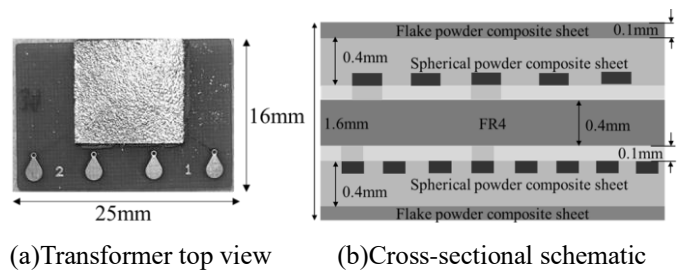 Flake powder composite sheet
0.1mm
0.4mm
Spherical powder composite sheet
16mm
1.6mm
FR4
0.4mm
2
1
0.1mm
0.4mm
Spherical powder composite sheet
25mm
Flake powder composite sheet
(a)Transformer top view
(b)Cross-sectional schematic